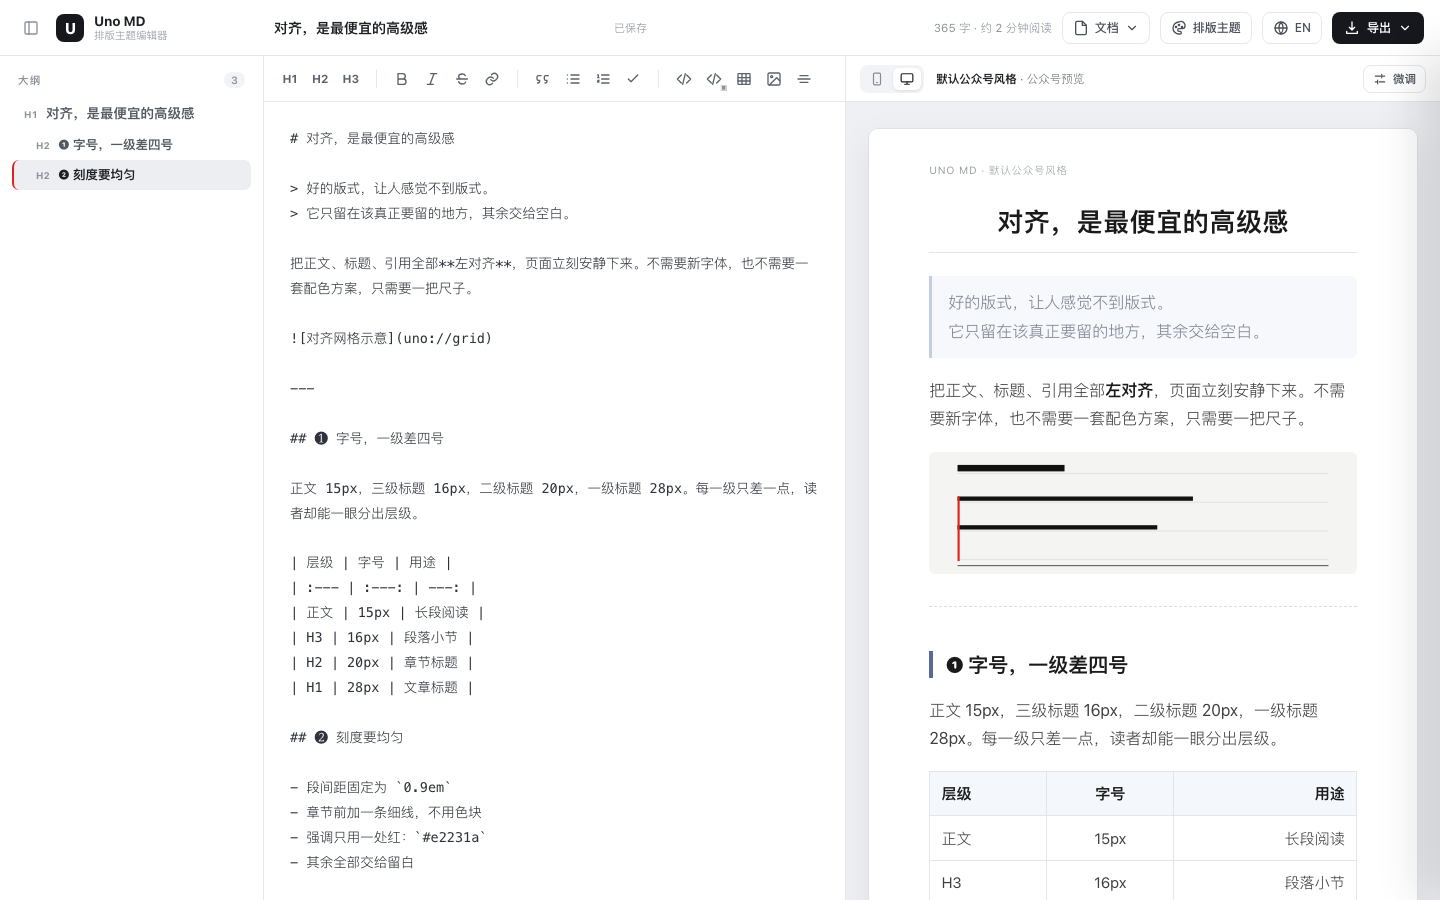 U
Uno MD
排版主题编辑器
对齐，是最便宜的高级感
已保存
365 字 · 约 2 分钟阅读
文档
排版主题
EN
导出
大纲
3
H1 对齐，是最便宜的高级感
H2 ❶ 字号，一级差四号
H2 ❷ 刻度要均匀
H1 H2 H3
# 对齐，是最便宜的高级感
> 好的版式，让人感觉不到版式。
> 它只留在该真正要留的地方，其余交给空白。
把正文、标题、引用全部**左对齐**，页面立刻安静下来。不需要新字体，也不需要一
套配色方案，只需要一把尺子。
![对齐网格示意](uno://grid)
---
## ❶ 字号，一级差四号
正文 15px，三级标题 16px，二级标题 20px，一级标题 28px。每一级只差一点，读
者却能一眼分出层级。
| 层级 | 字号 | 用途 |
| :--- | :---: | ---: |
| 正文 | 15px | 长段阅读 |
| H3 | 16px | 段落小节 |
| H2 | 20px | 章节标题 |
| H1 | 28px | 文章标题 |
## ❷ 刻度要均匀
- 段间距固定为 `0.9em`
- 章节前加一条细线，不用色块
- 强调只用一处红：`#e2231a`
- 其余全部交给留白
默认公众号风格 · 公众号预览
微调
UNO MD · 默认公众号风格
对齐，是最便宜的高级感
好的版式，让人感觉不到版式。
它只留在该真正要留的地方，其余交给空白。
把正文、标题、引用全部左对齐，页面立刻安静下来。不需
要新字体，也不需要一套配色方案，只需要一把尺子。
❶ 字号，一级差四号
正文 15px，三级标题 16px，二级标题 20px，一级标题
28px。每一级只差一点，读者却能一眼分出层级。
层级 字号 用途
正文 15px 长段阅读
H3 16px 段落小节